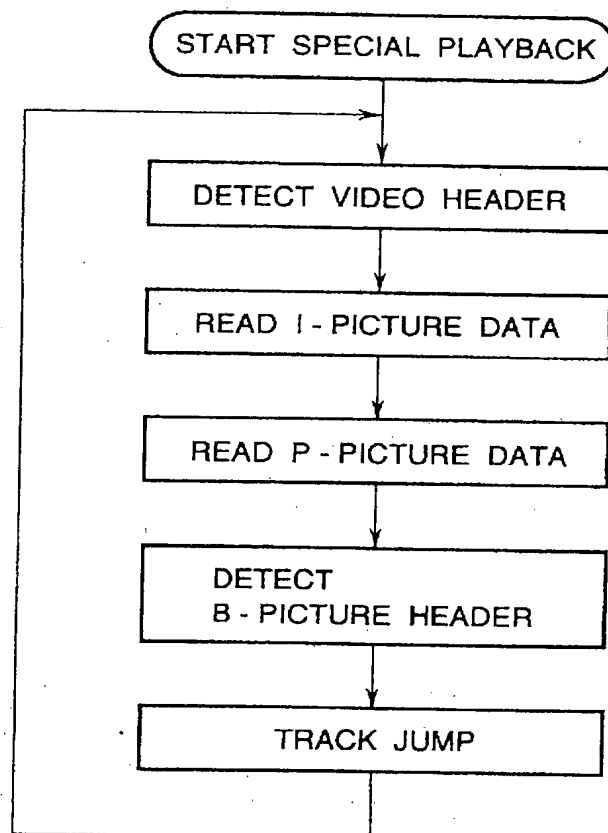 START SPECIAL PLAYBACK
DETECT VIDEO HEADER
READ I - PICTURE DATA
READ P - PICTURE DATA
DETECT
B - PICTURE HEADER
TRACK JUMP